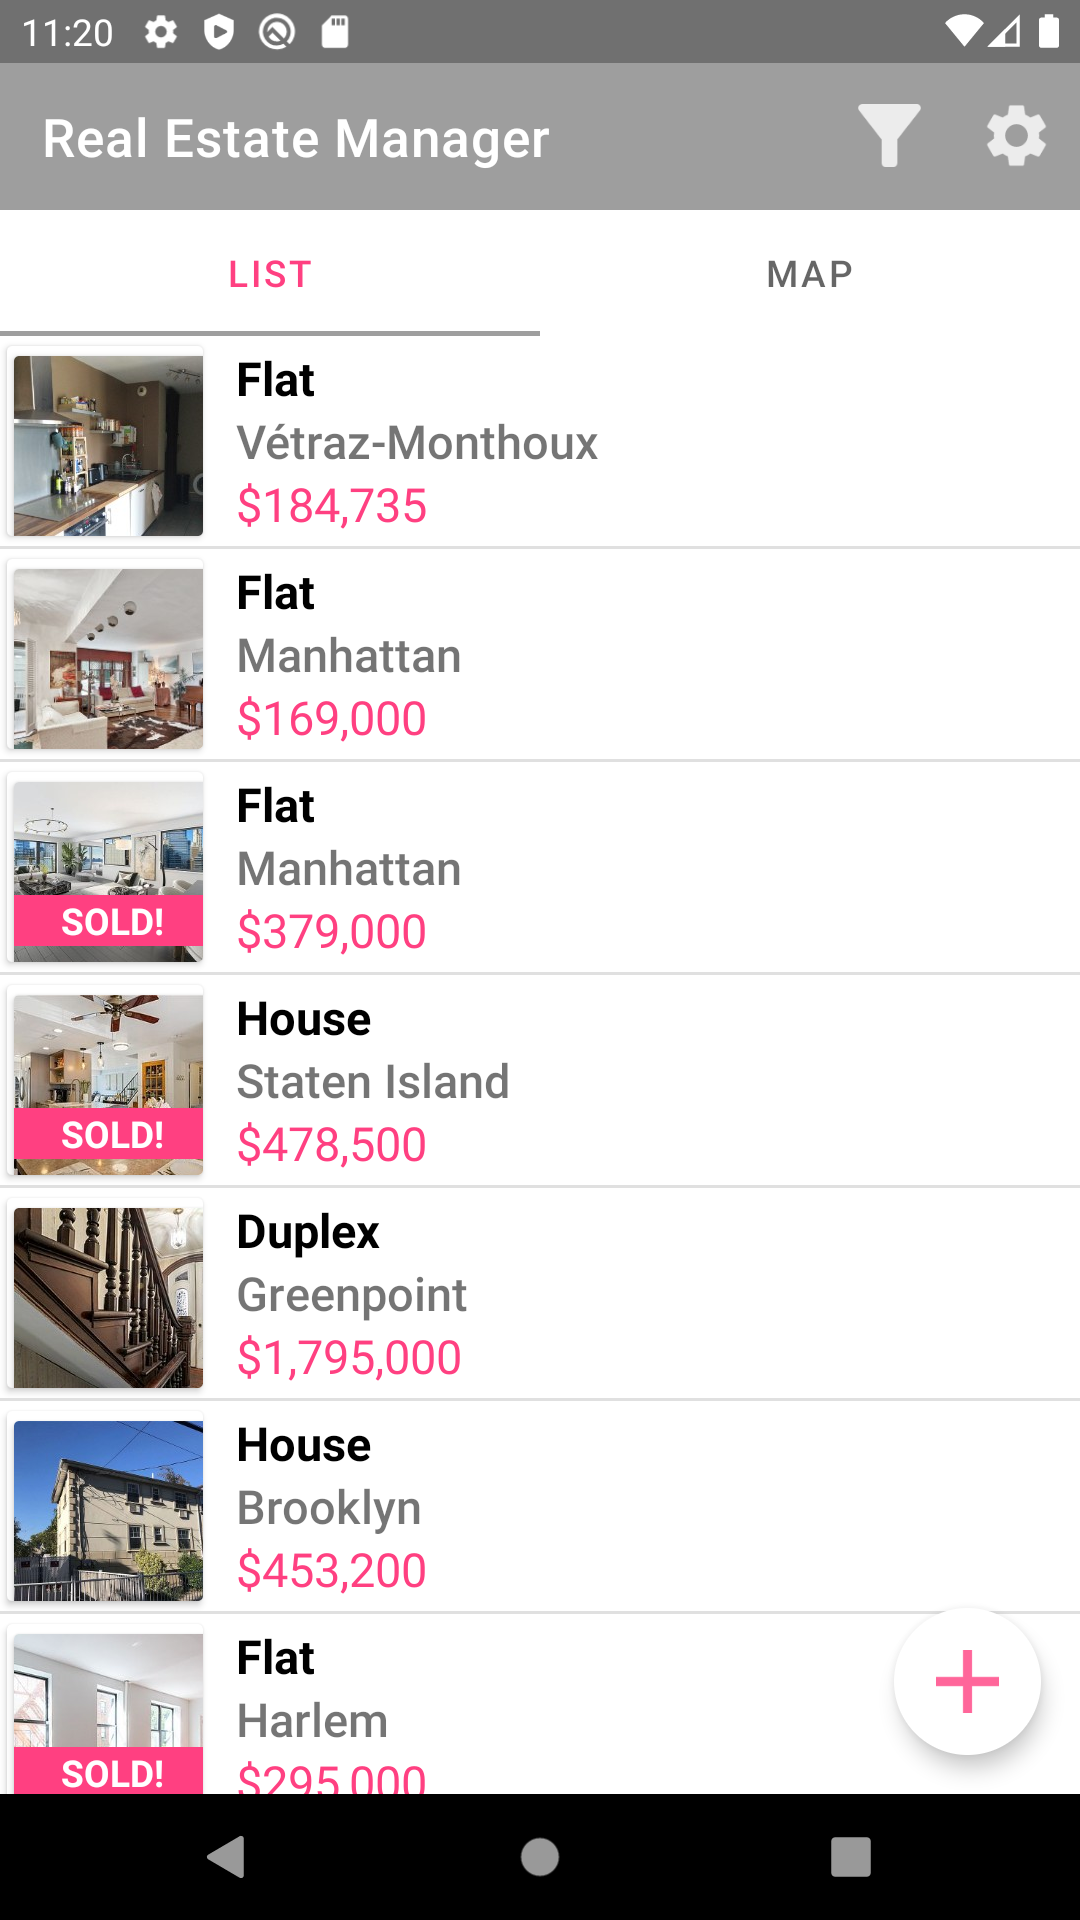 11:20
Real Estate Manager
LIST
MAP
Flat
Vétraz-Monthoux
$184,735
Flat
Manhattan
$169,000
Flat
Manhattan
SOLD!
$379,000
House
Staten Island
SOLD!
$478,500
Duplex
Greenpoint
$1,795,000
House
Brooklyn
$453,200
Flat
Harlem
SOLD!
$295,000